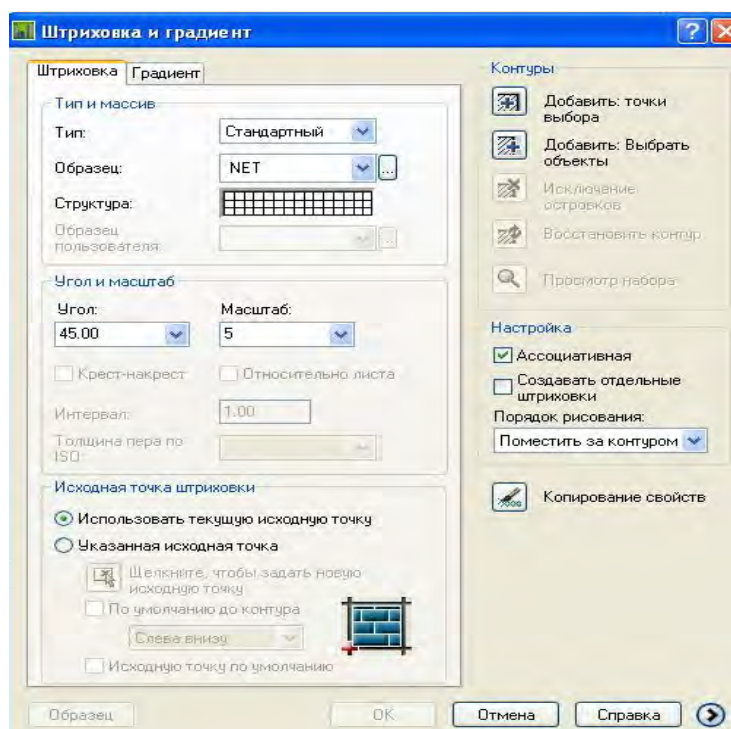 Штриховка и градиент
Штриховка Градиент
Тип и массив
Тип: Стандартный
Образец: NET ...
Структура:
Образец
пользователя: ...
Угол и масштаб
Угол: Масштаб:
45.00 5
Крест-накрест Относительно листа
Интервал: 1.00
Толщина пера по
ISO:
Исходная точка штриховки
Использовать текущую исходную точку
Указанная исходная точка
Щелкните, чтобы задать новую
исходную точку
По умолчанию до контура
Слева внизу
Исходную точку по умолчанию
Контуры
Добавить: точки
выбора
Добавить: Выбрать
объекты
Исключение
островков
Восстановить контур
Просмотр набора
Настройка
Ассоциативная
Создавать отдельные
штриховки
Порядок рисования:
Поместить за контуром
Копирование свойств
Образец OK Отмена Справка